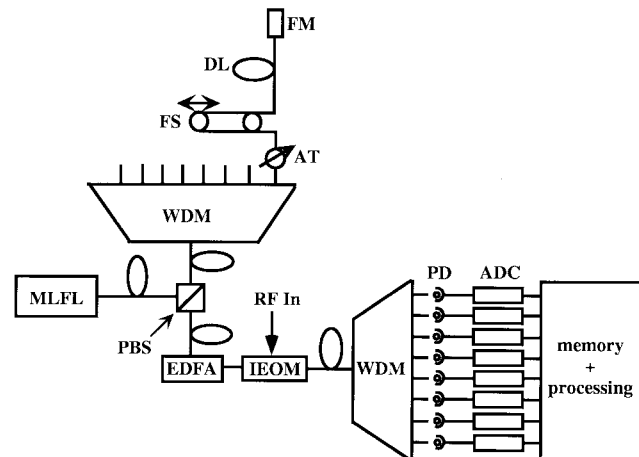 FM
DL
FS
AT
WDM
MLFL
PBS
EDFA
RF In
IEOM
WDM
PD
ADC
memory
+
processing